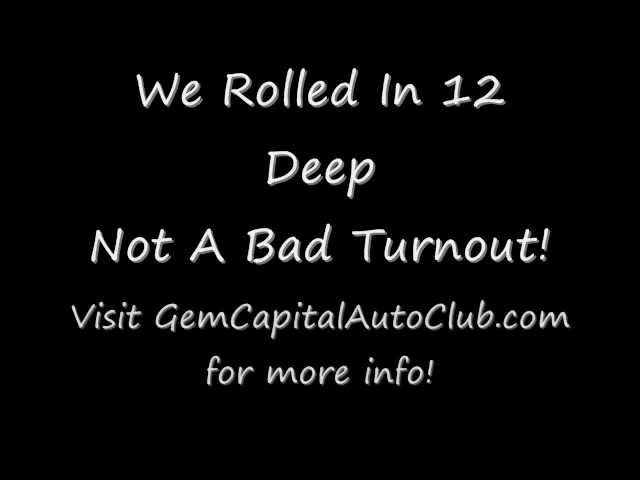 We Rolled In 12
Deep
Not A Bad Turnout!
Visit GemCapitalAutoClub.com
for more info!